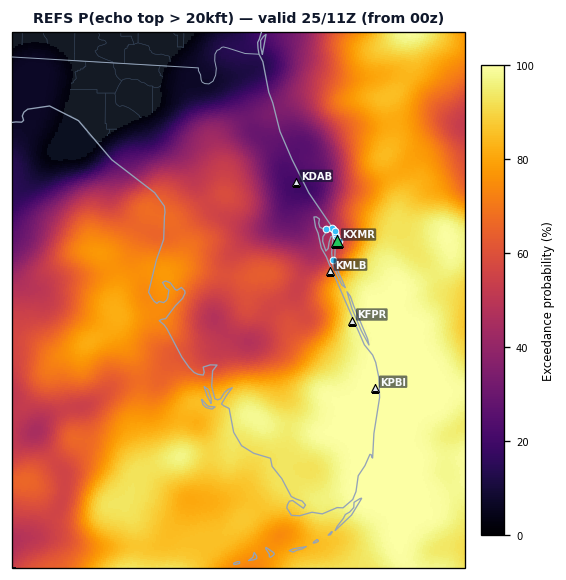 REFS P(echo top > 20kft) — valid 25/11Z (from 00z)
KDAB
KXMR
KMLB
KFPR
KPBI
100
80
60
40
20
0
Exceedance probability (%)